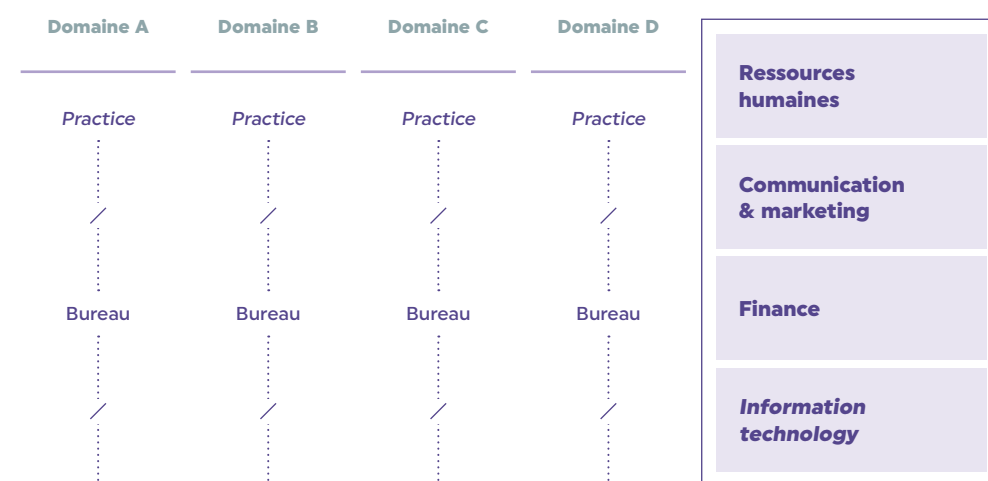 Domaine A
Domaine B
Domaine C
Domaine D
Practice
Practice
Practice
Practice
Bureau
Bureau
Bureau
Bureau
Ressources
humaines
Communication
& marketing
Finance
Information
technology